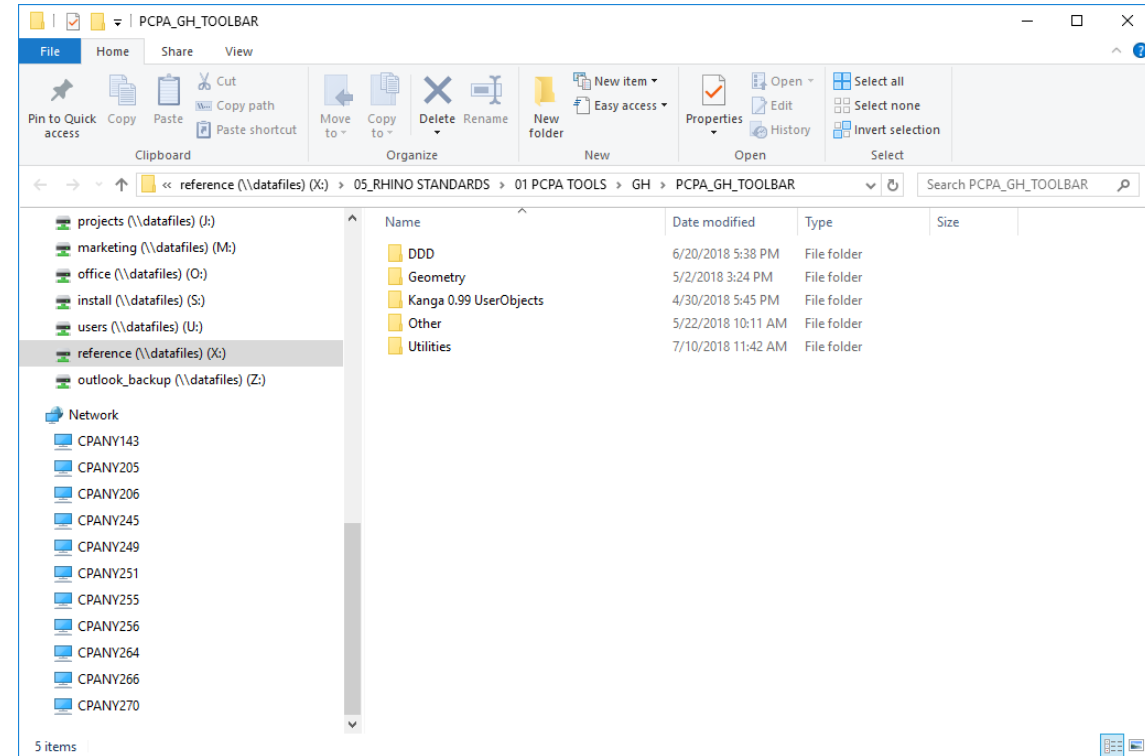 PCPA_GH_TOOLBAR
File Home Share View
Pin to Quick access
Copy
Paste
Cut
Copy path
Paste shortcut
Move to
Copy to
Delete
Rename
New folder
New item
Easy access
Properties
Open
Edit
History
Select all
Select none
Invert selection
Clipboard Organize New Open Select
« reference (\\datafiles) (X:) > 05_RHINO STANDARDS > 01 PCPA TOOLS > GH > PCPA_GH_TOOLBAR
Search PCPA_GH_TOOLBAR
projects (\\datafiles) (J:)
marketing (\\datafiles) (M:)
office (\\datafiles) (O:)
install (\\datafiles) (S:)
users (\\datafiles) (U:)
reference (\\datafiles) (X:)
outlook_backup (\\datafiles) (Z:)
Network
CPANY143
CPANY205
CPANY206
CPANY245
CPANY249
CPANY251
CPANY255
CPANY256
CPANY264
CPANY266
CPANY270
Name Date modified Type Size
DDD 6/20/2018 5:38 PM File folder
Geometry 5/2/2018 3:24 PM File folder
Kanga 0.99 UserObjects 4/30/2018 5:45 PM File folder
Other 5/22/2018 10:11 AM File folder
Utilities 7/10/2018 11:42 AM File folder
5 items